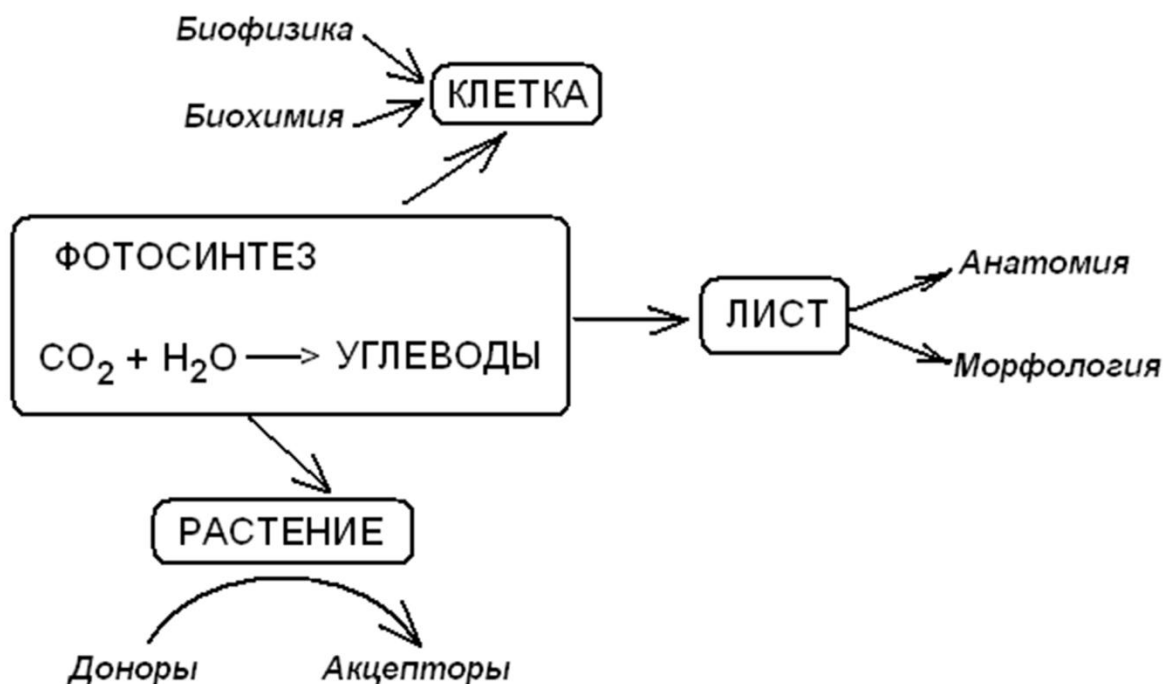 Биофизика
КЛЕТКА
Биохимия
ФОТОСИНТЕЗ
CO₂ + H₂O —> УГЛЕВОДЫ
ЛИСТ
Анатомия
Морфология
РАСТЕНИЕ
Доноры
Акцепторы